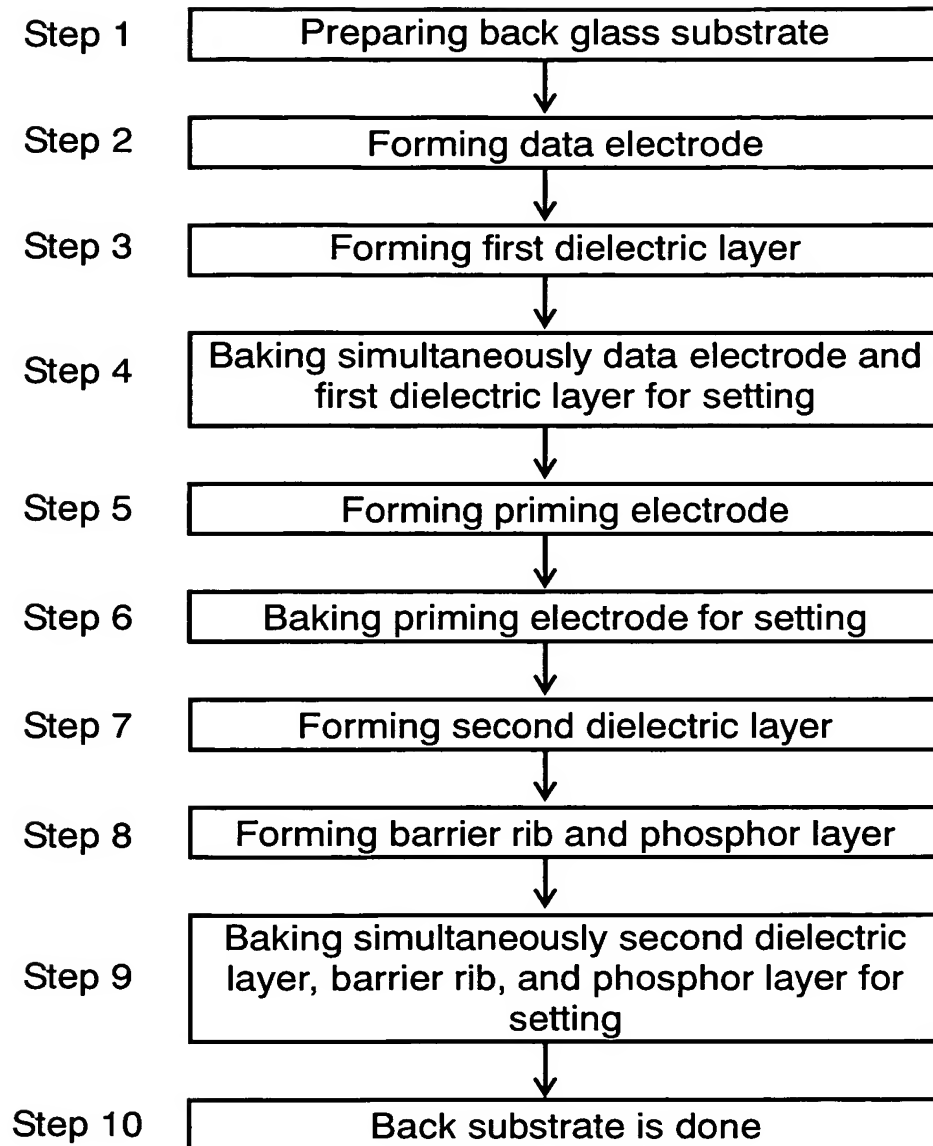 Step 1
Preparing back glass substrate
Step 2
Forming data electrode
Step 3
Forming first dielectric layer
Step 4
Baking simultaneously data electrode and
first dielectric layer for setting
Step 5
Forming priming electrode
Step 6
Baking priming electrode for setting
Step 7
Forming second dielectric layer
Step 8
Forming barrier rib and phosphor layer
Step 9
Baking simultaneously second dielectric
layer, barrier rib, and phosphor layer for
setting
Step 10
Back substrate is done